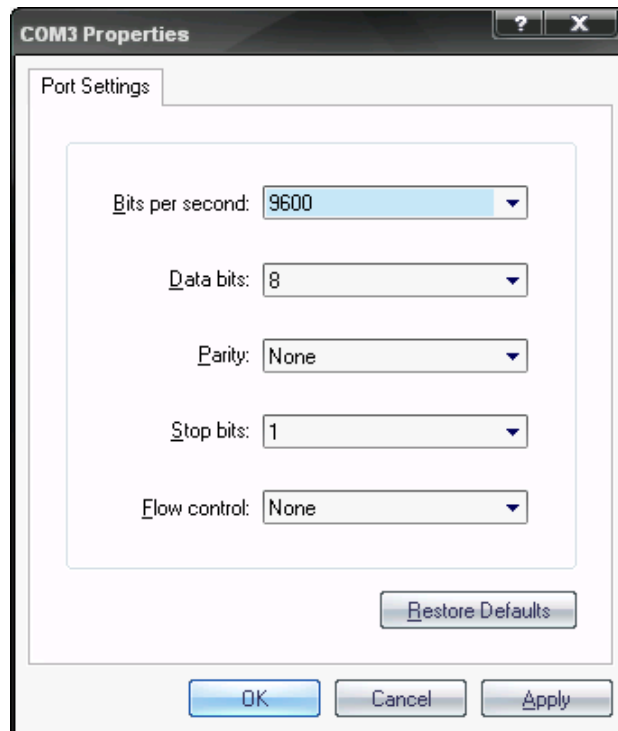 COM3 Properties
Port Settings
Bits per second: 9600
Data bits: 8
Parity: None
Stop bits: 1
Flow control: None
Restore Defaults
OK Cancel Apply